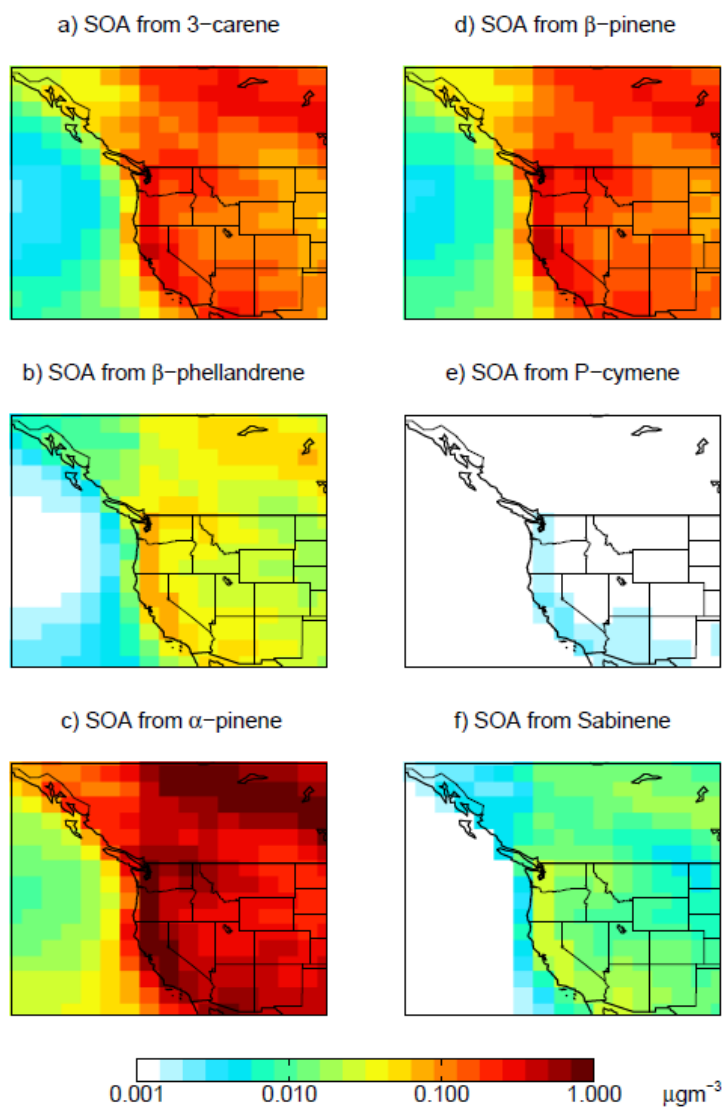 a) SOA from 3−carene
d) SOA from β−pinene
b) SOA from β−phellandrene
e) SOA from P−cymene
c) SOA from α−pinene
f) SOA from Sabinene
0.001 0.010 0.100 1.000 μgm⁻³